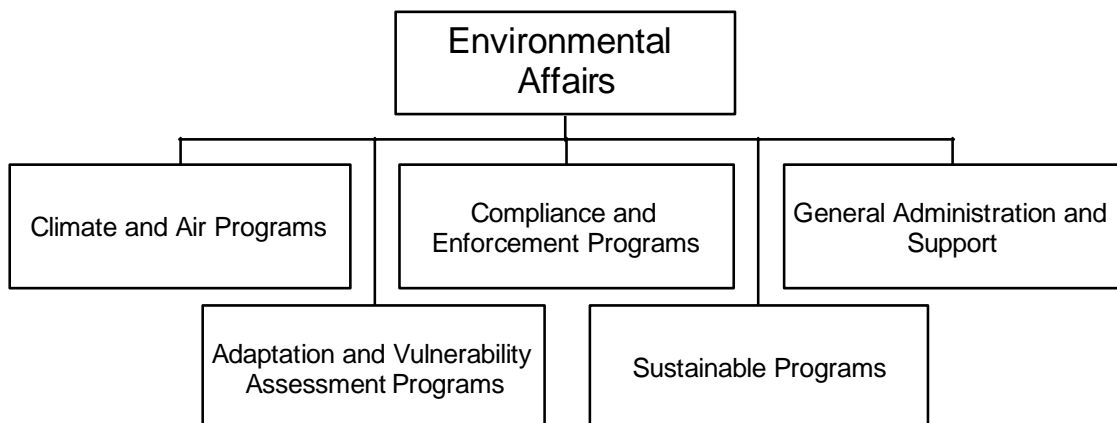 Environmental
Affairs
Climate and Air Programs
Compliance and
Enforcement Programs
General Administration and
Support
Adaptation and Vulnerability
Assessment Programs
Sustainable Programs